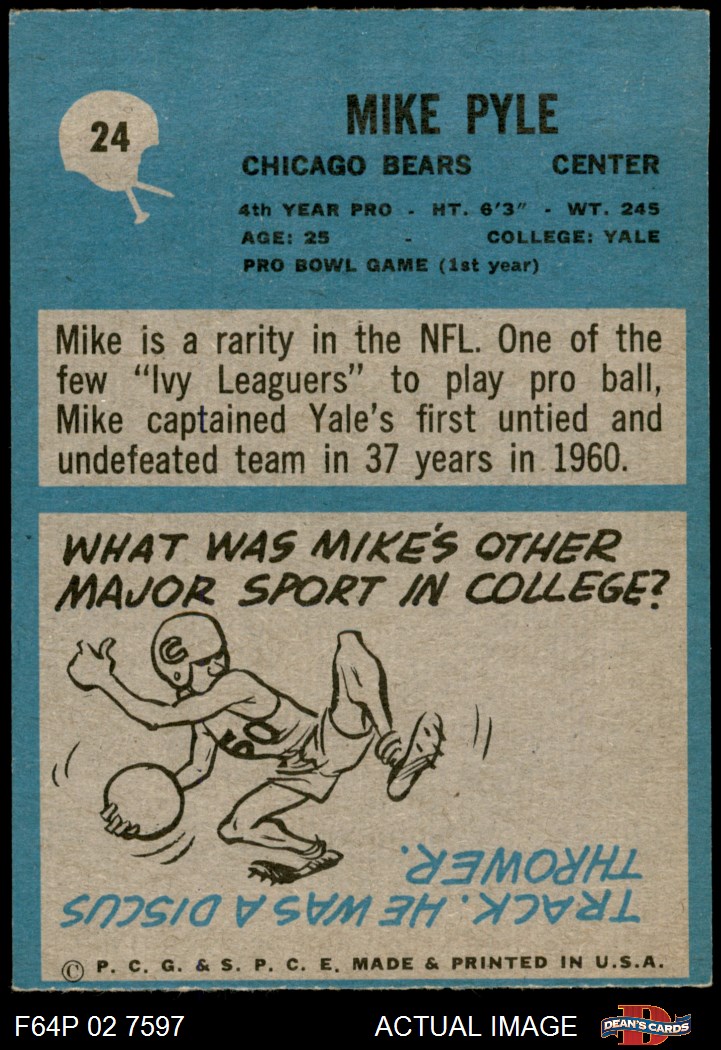 24
MIKE PYLE
CHICAGO BEARS CENTER
4th YEAR PRO - HT. 6'3" - WT. 245
AGE: 25 - COLLEGE: YALE
PRO BOWL GAME (1st year)
Mike is a rarity in the NFL. One of the
few "Ivy Leaguers" to play pro ball,
Mike captained Yale's first untied and
undefeated team in 37 years in 1960.
WHAT WAS MIKE'S OTHER
MAJOR SPORT IN COLLEGE?
C
50
TRACK. HE WAS A DISCUS
THROWER.
© P. C. G. & S. P. C. E. MADE & PRINTED IN U.S.A.
F64P 02 7597 ACTUAL IMAGE
D DEAN'S CARDS